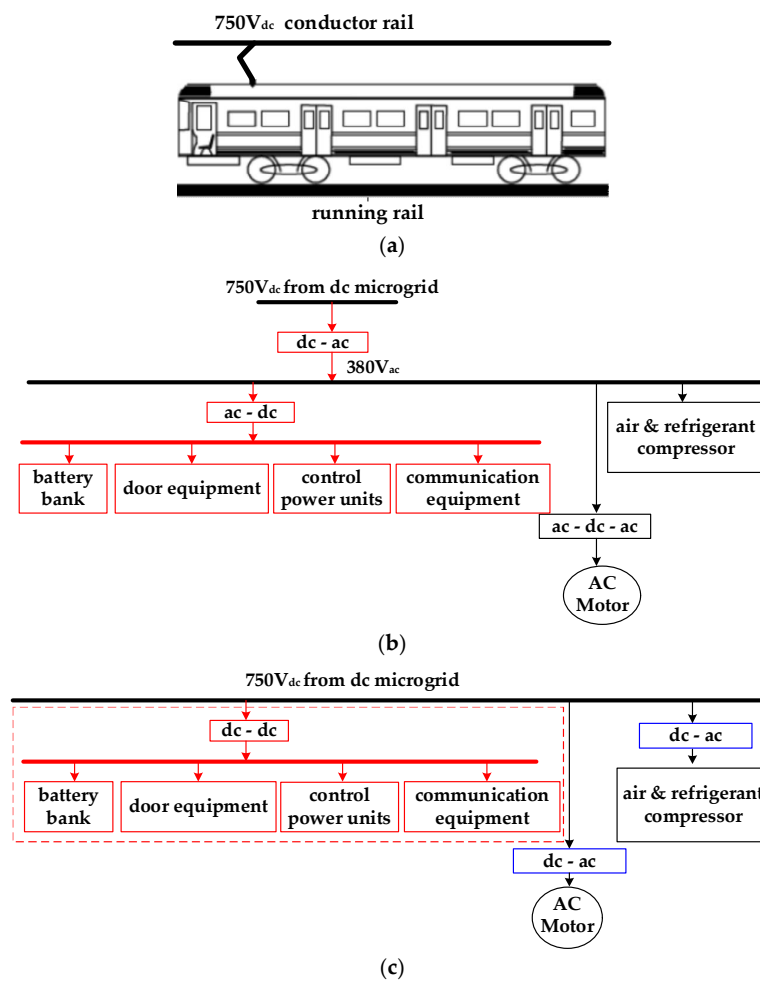 750Vdc conductor rail
running rail
(a)
750Vdc from dc microgrid
dc - ac
380Vac
ac - dc
air & refrigerant
compressor
battery
bank
door equipment
control
power units
communication
equipment
ac - dc - ac
AC
Motor
(b)
750Vdc from dc microgrid
dc - dc
dc - ac
battery
bank
door equipment
control
power units
communication
equipment
air & refrigerant
compressor
dc - ac
AC
Motor
(c)